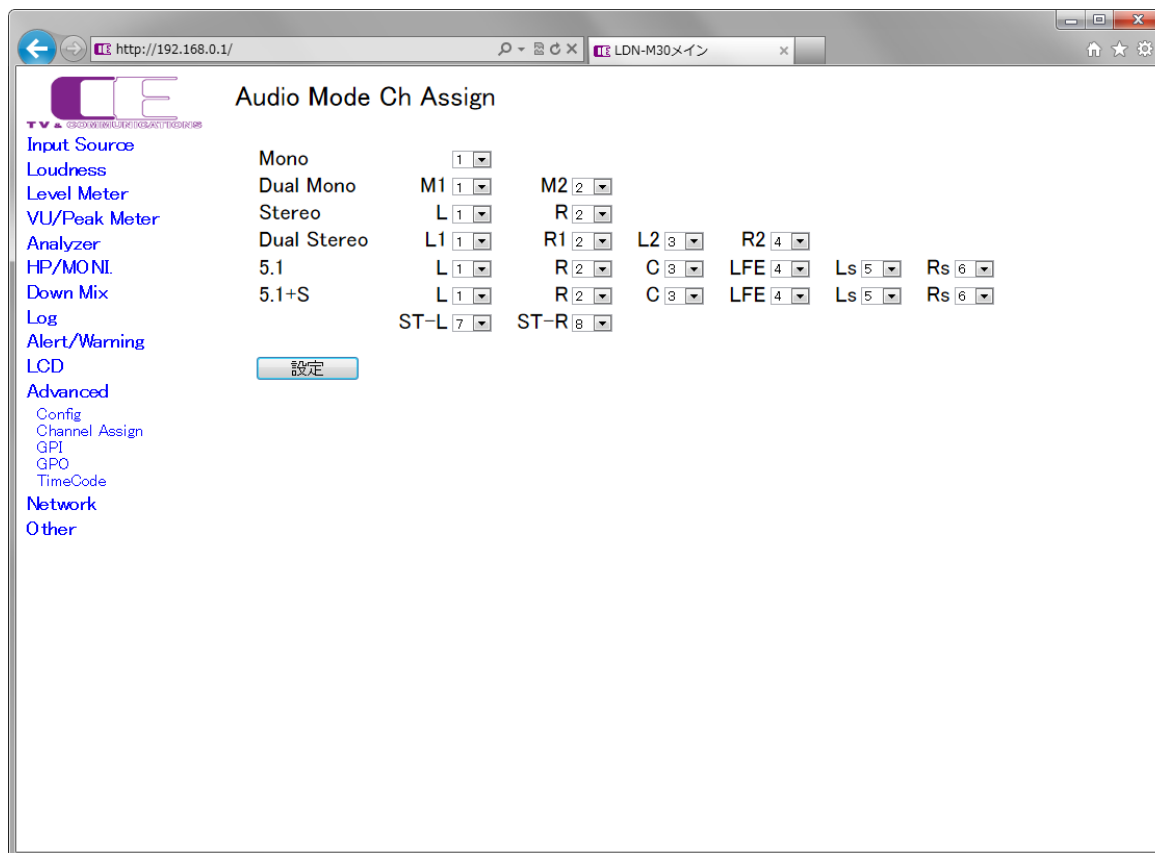 http://192.168.0.1/
LDN-M30メイン
TV & COMMUNICATIONS
Input Source
Loudness
Level Meter
VU/Peak Meter
Analyzer
HP/MONI.
Down Mix
Log
Alert/Warning
LCD
Advanced
Config
Channel Assign
GPI
GPO
TimeCode
Network
Other
Audio Mode Ch Assign
Mono 1
Dual Mono M1 1 M2 2
Stereo L 1 R 2
Dual Stereo L1 1 R1 2 L2 3 R2 4
5.1 L 1 R 2 C 3 LFE 4 Ls 5 Rs 6
5.1+S L 1 R 2 C 3 LFE 4 Ls 5 Rs 6
ST-L 7 ST-R 8
設定